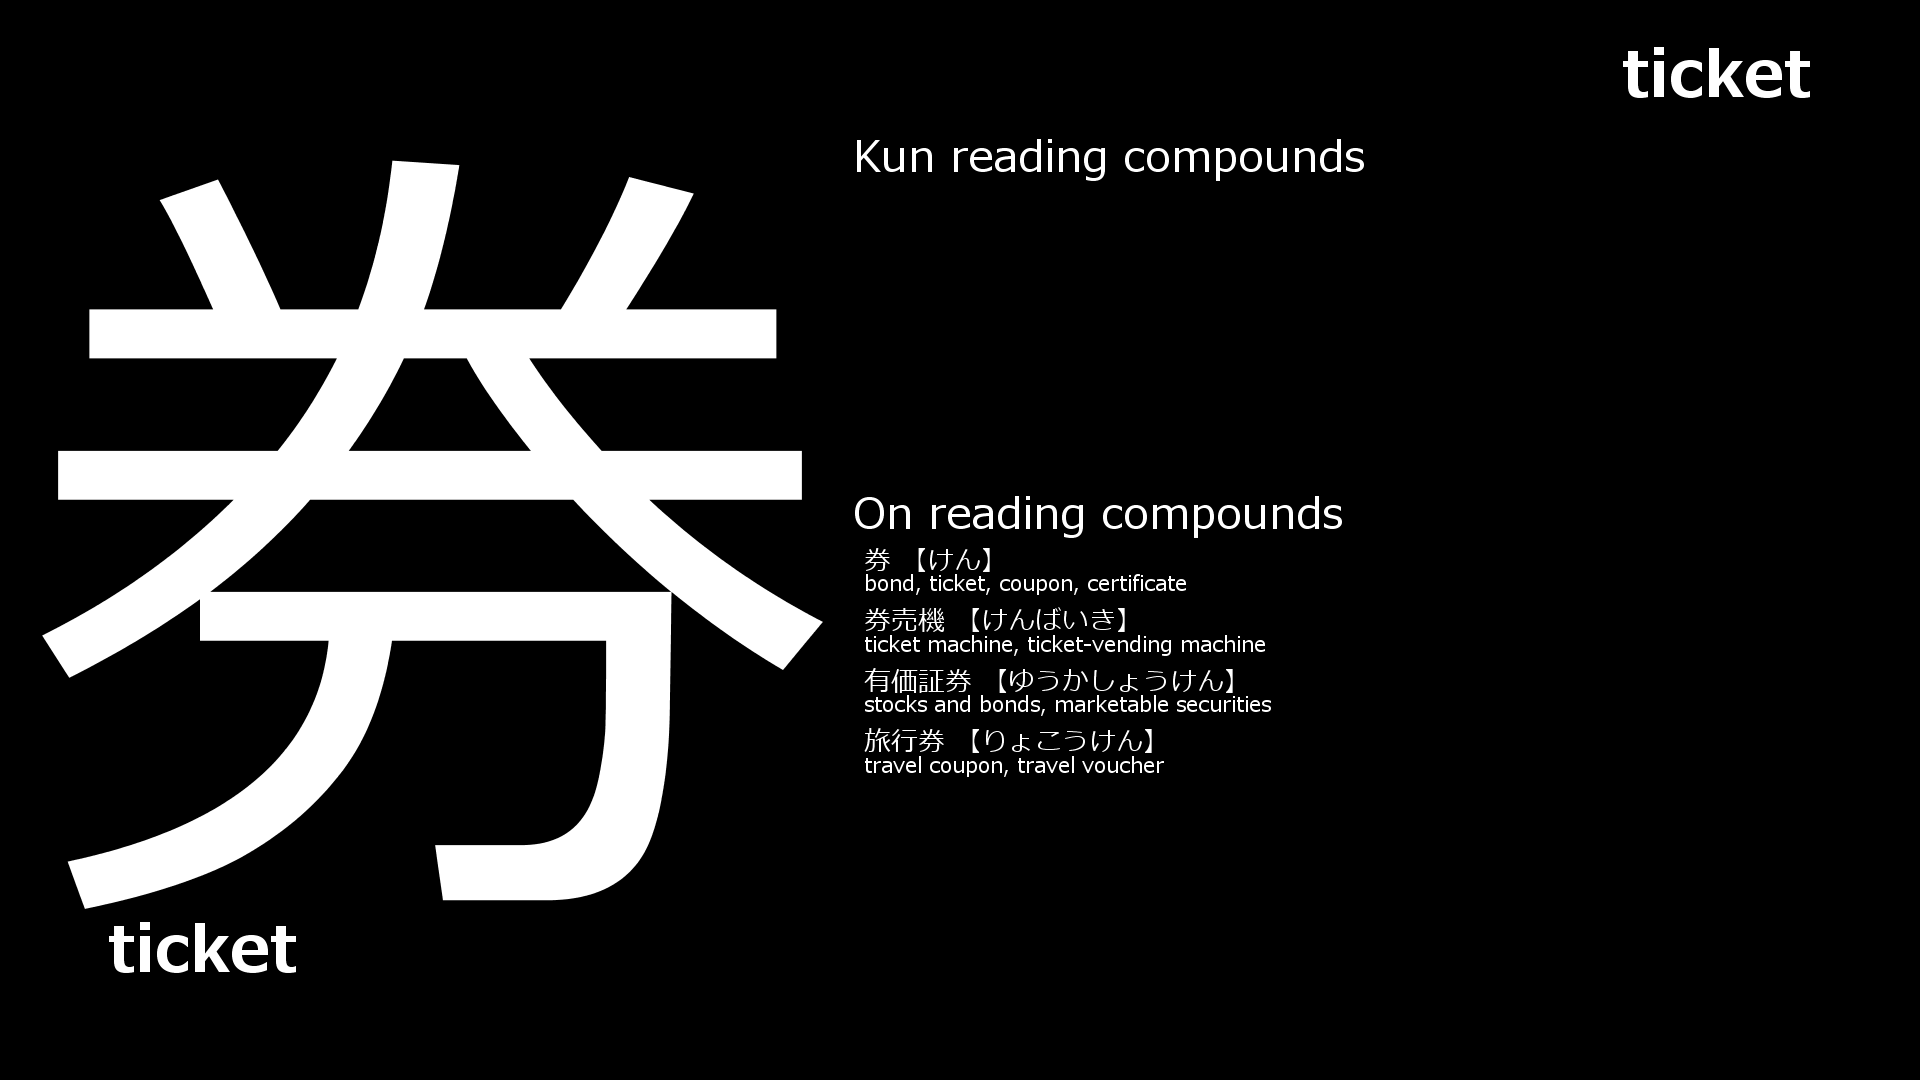 ticket
券
ticket
Kun reading compounds
On reading compounds
券 【けん】
bond, ticket, coupon, certificate
券売機 【けんばいき】
ticket machine, ticket-vending machine
有価証券 【ゆうかしょうけん】
stocks and bonds, marketable securities
旅行券 【りょこうけん】
travel coupon, travel voucher